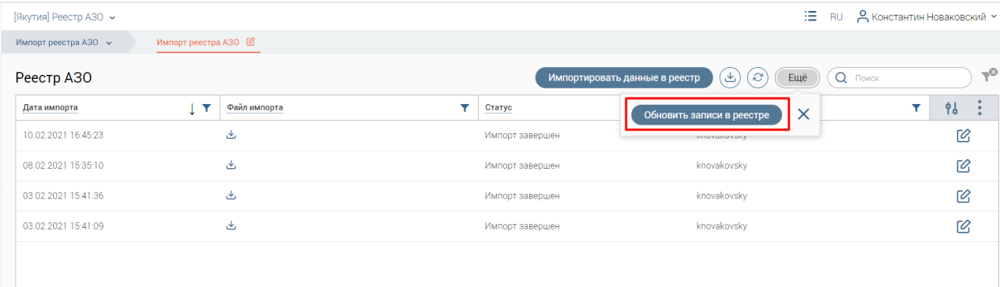 [Якутия] Реестр АЗО
RU Константин Новаковский
Импорт реестра АЗО Импорт реестра АЗО
Реестр АЗО Импортировать данные в реестр Ещё Поиск
Дата импорта Файл импорта Статус
Обновить записи в реестре
10.02.2021 16:45:23 Импорт завершен knovakovsky
08.02.2021 15:35:10 Импорт завершен knovakovsky
03.02.2021 15:41:36 Импорт завершен knovakovsky
03.02.2021 15:41:09 Импорт завершен knovakovsky